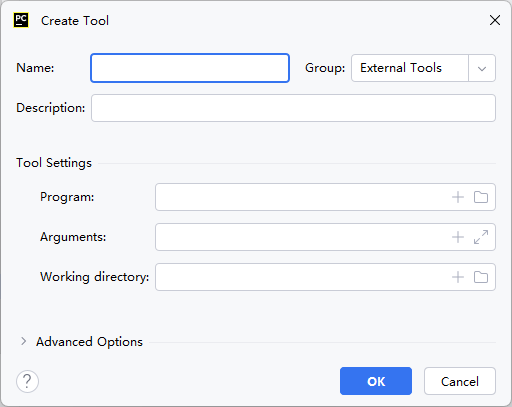 PC Create Tool
Name: Group: External Tools
Description:
Tool Settings
Program:
Arguments:
Working directory:
Advanced Options
? OK Cancel